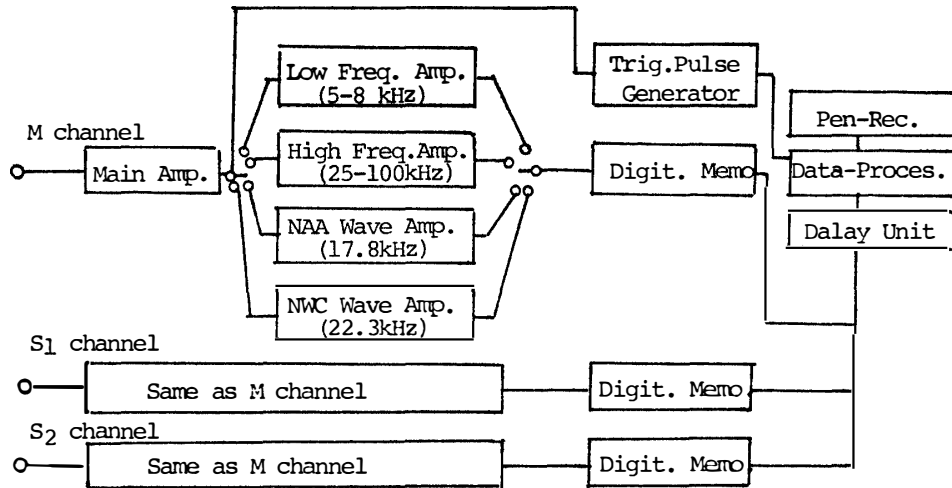 Low Freq. Amp.
(5-8 kHz)
Trig.Pulse
Generator
M channel
Pen-Rec.
Main Amp.
High Freq.Amp.
(25-100kHz)
Digit. Memo
Data-Proces.
NAA Wave Amp.
(17.8kHz)
Dalay Unit
NWC Wave Amp.
(22.3kHz)
S1 channel
Same as M channel
Digit. Memo
S2 channel
Same as M channel
Digit. Memo